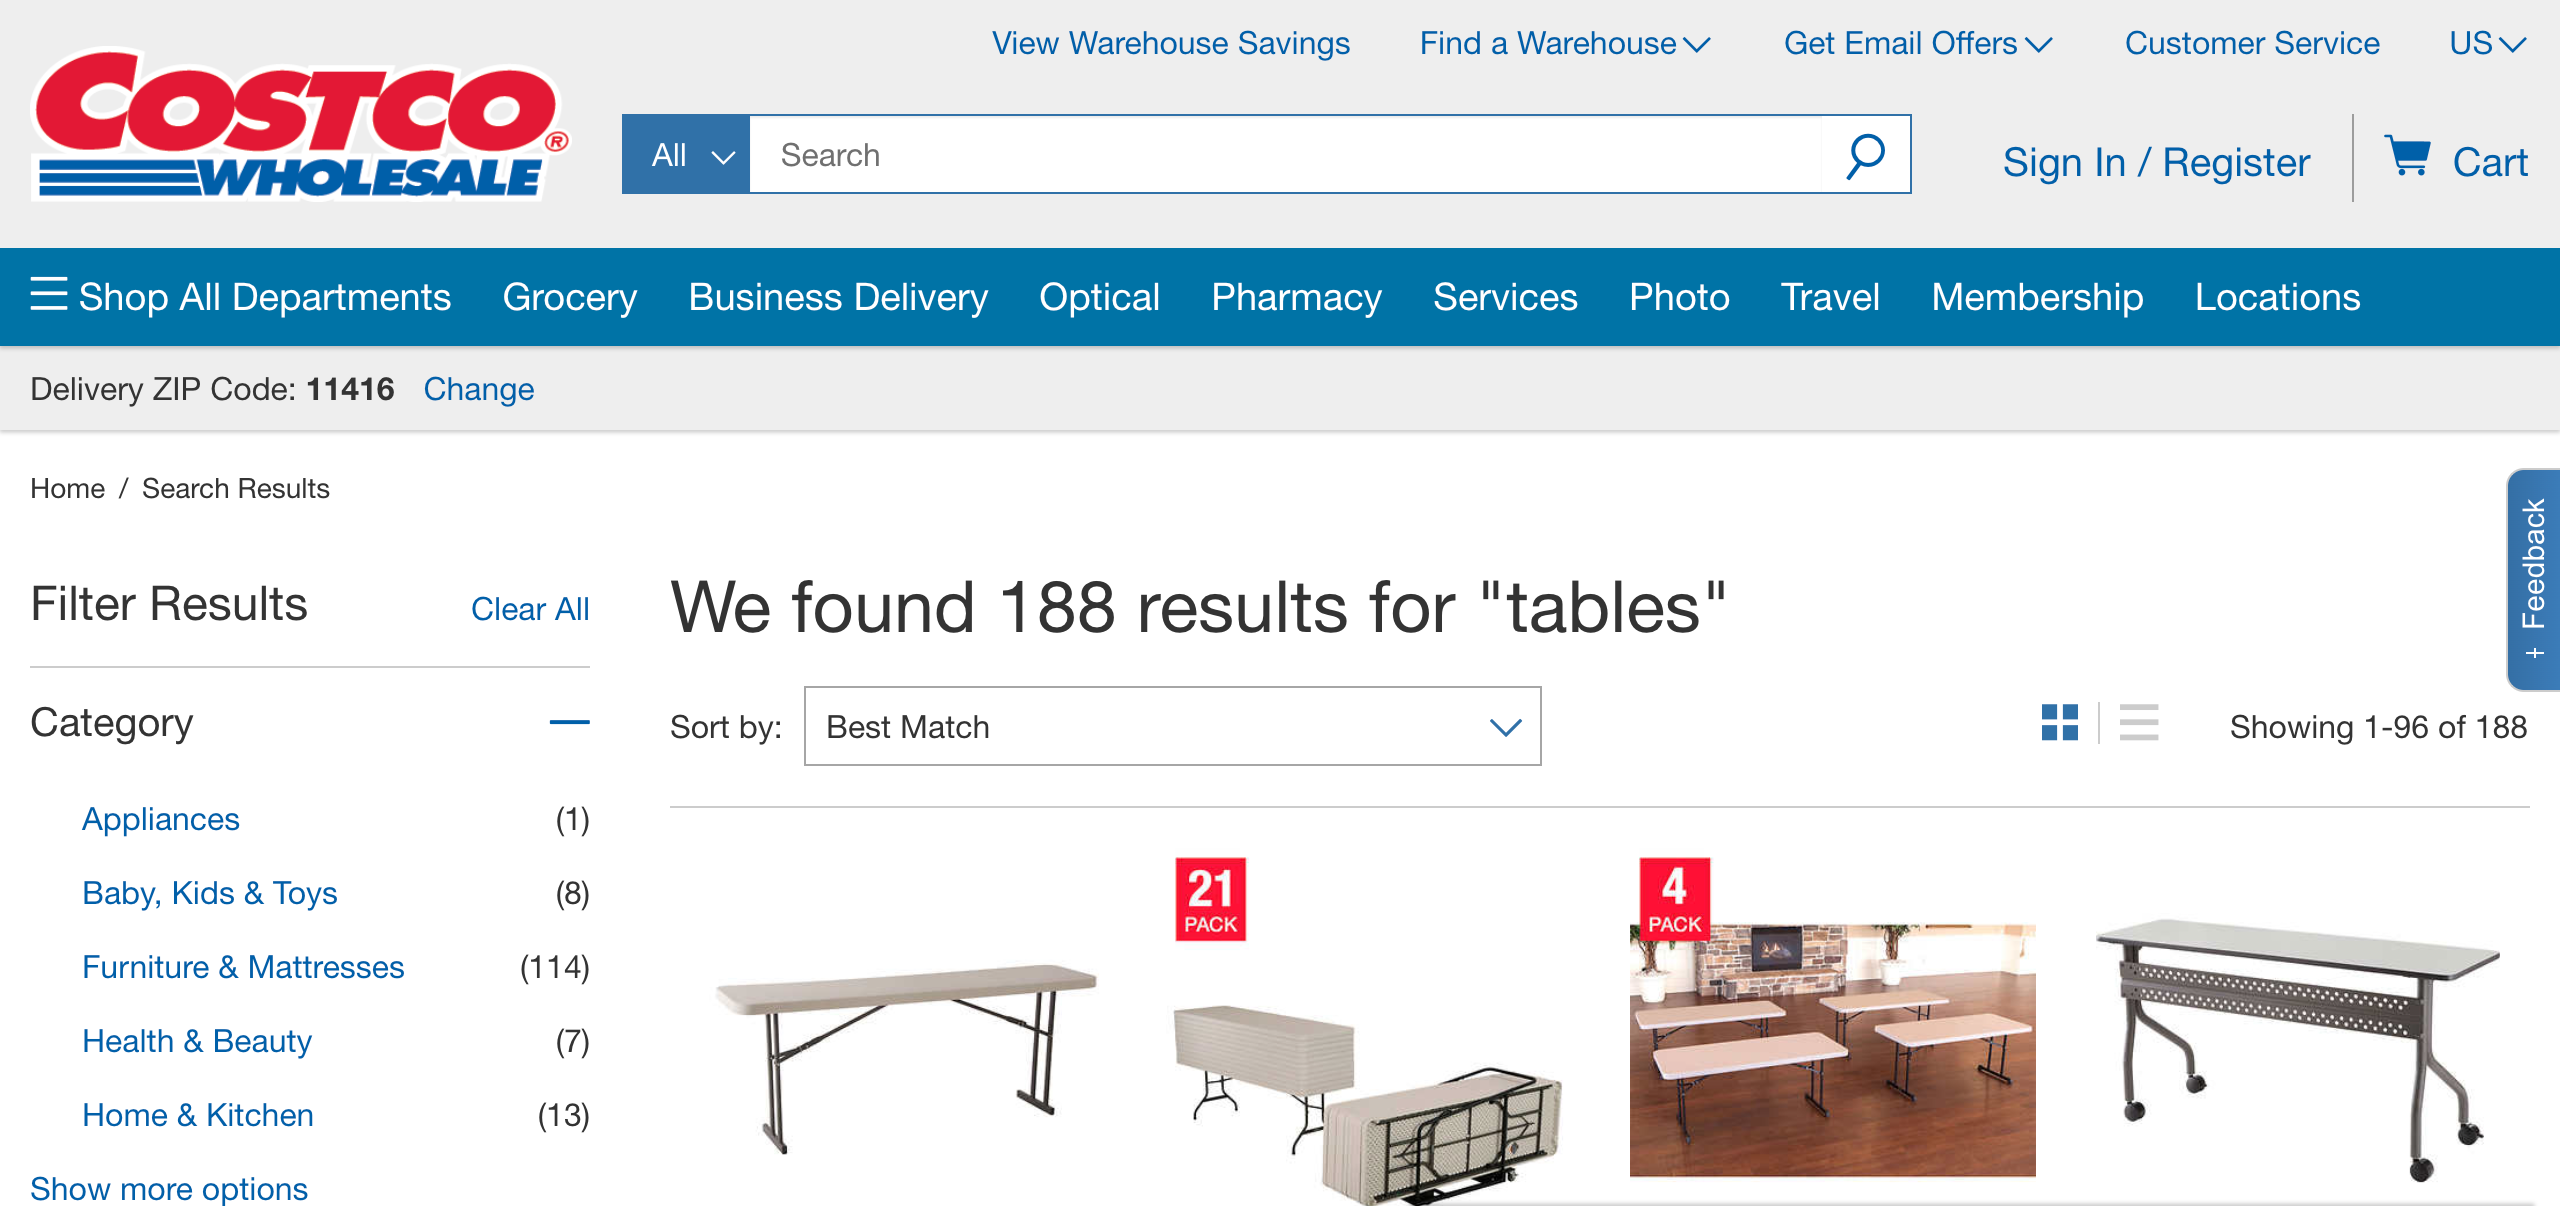 View Warehouse Savings Find a Warehouse Get Email Offers Customer Service US
COSTCO®
WHOLESALE
All Search
Sign In / Register Cart
Shop All Departments Grocery Business Delivery Optical Pharmacy Services Photo Travel Membership Locations
Delivery ZIP Code: 11416 Change
Home / Search Results
+ Feedback
Filter Results Clear All
We found 188 results for "tables"
Category
Sort by: Best Match
Showing 1-96 of 188
Appliances (1)
Baby, Kids & Toys (8)
Furniture & Mattresses (114)
Health & Beauty (7)
Home & Kitchen (13)
Show more options
21
PACK
4
PACK